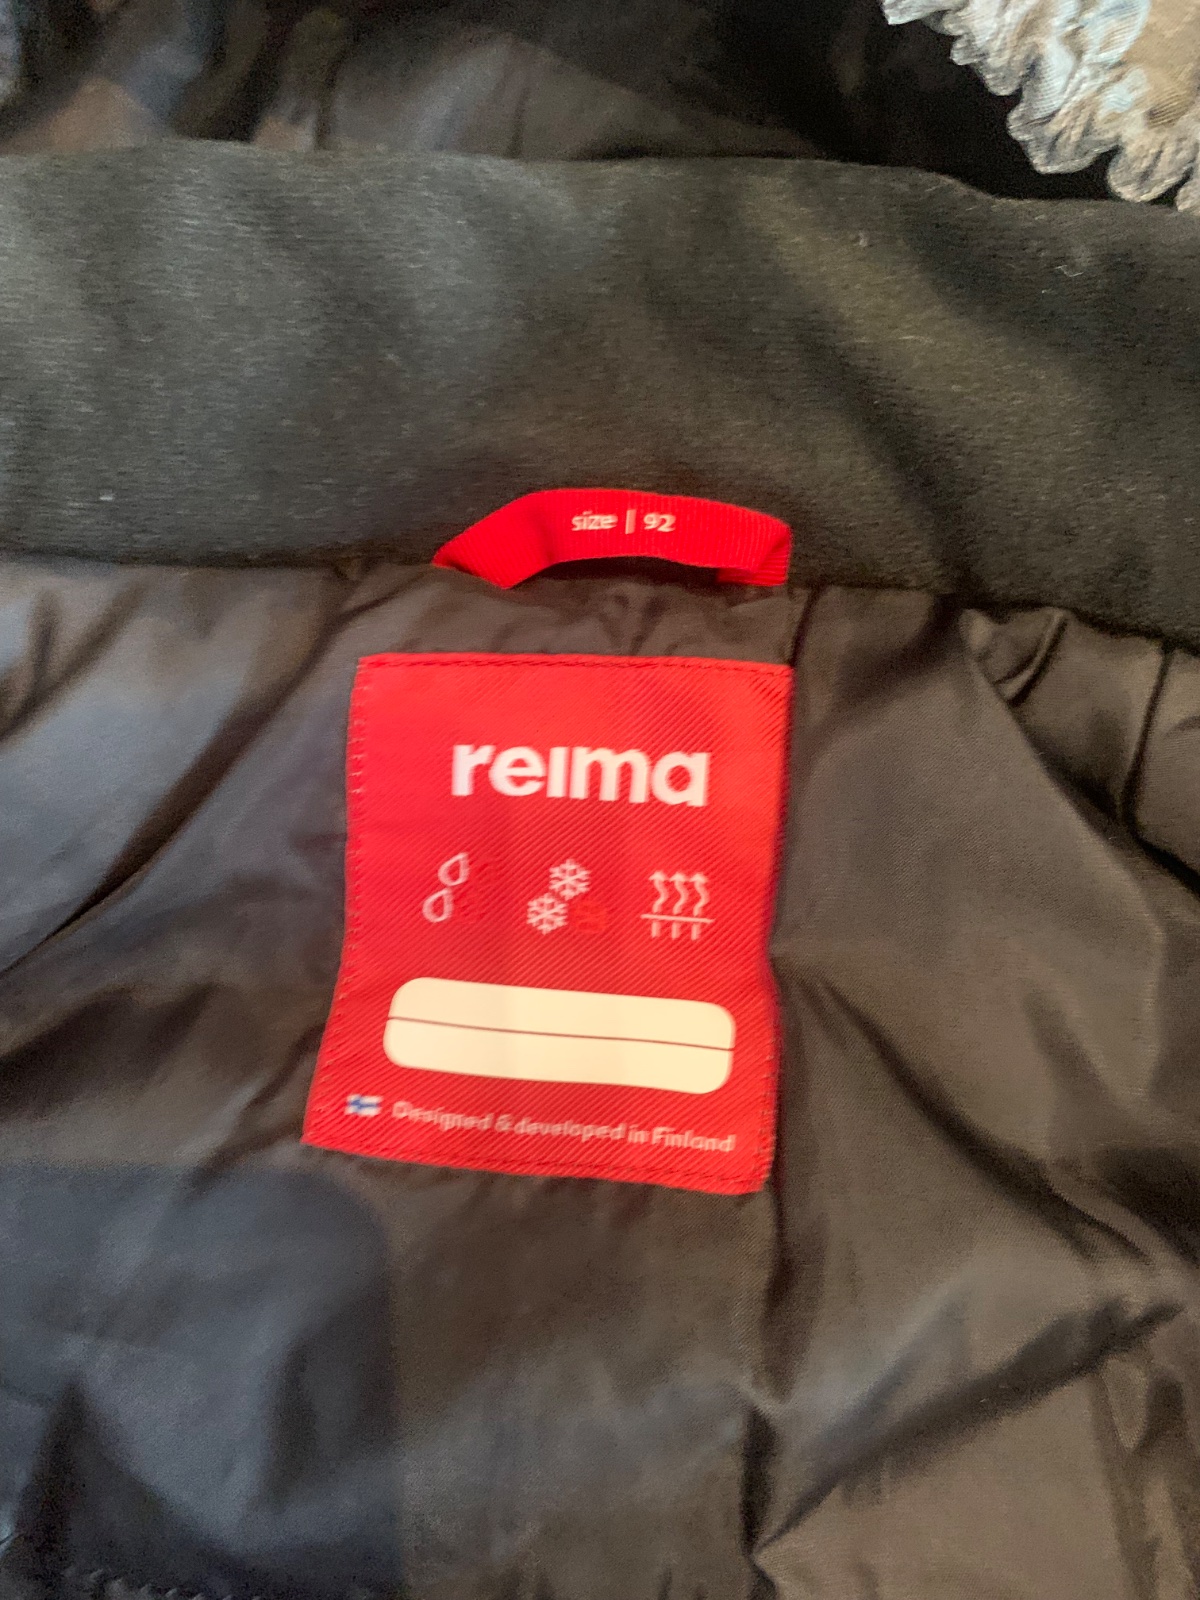 size | 92
reima
Designed & developed in Finland